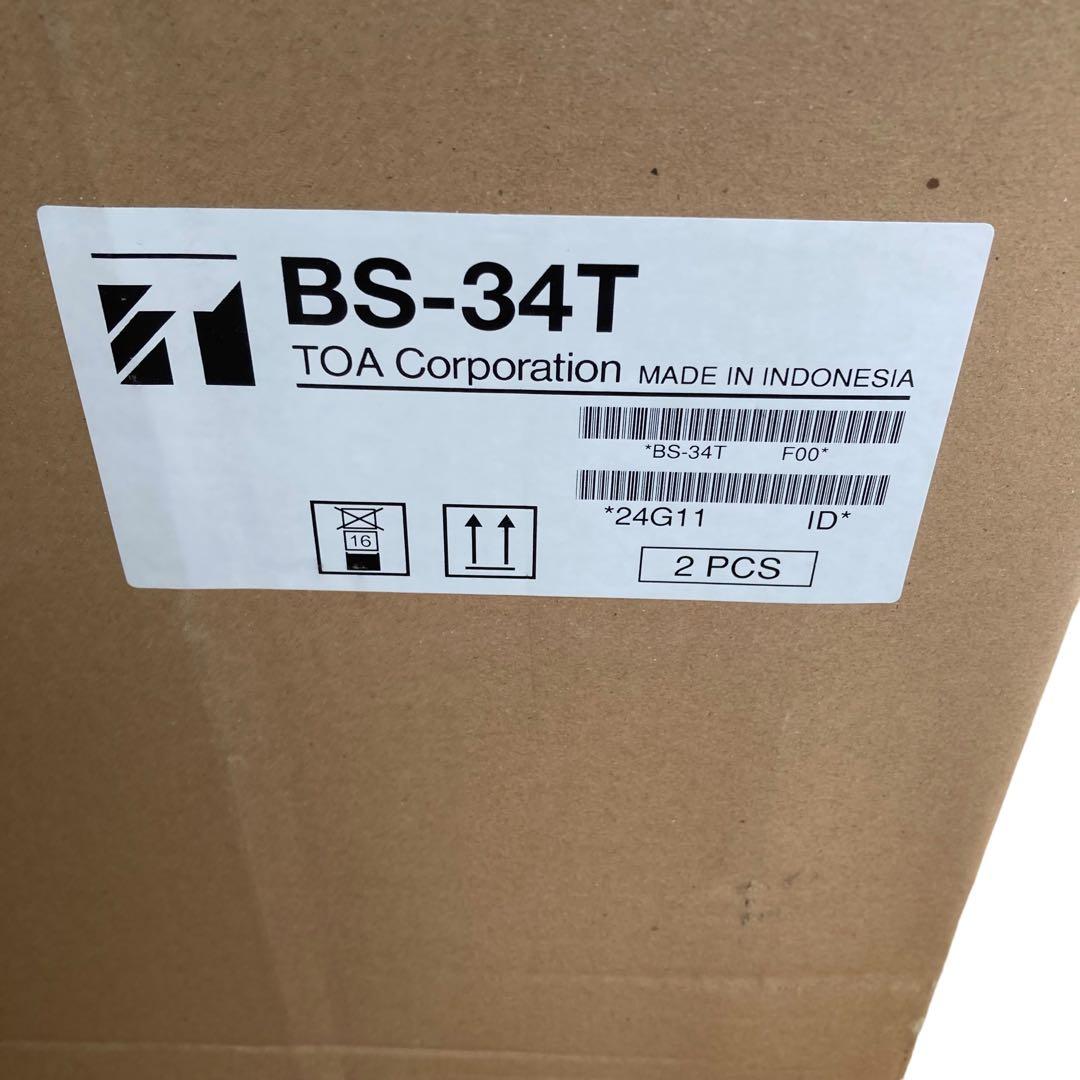 BS-34T
TOA Corporation MADE IN INDONESIA
*BS-34T F00*
*24G11 ID*
16
2 PCS